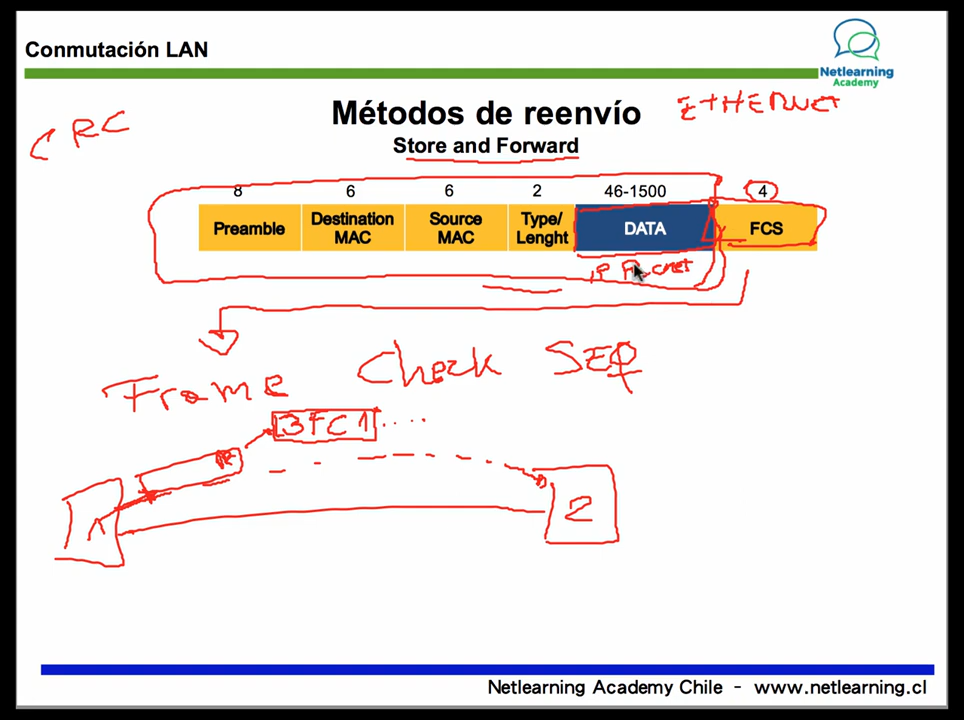 Conmutación LAN
Netlearning
Academy
Métodos de reenvío
ETHERNET
CRC
Store and Forward
8 6 6 2 46-1500 4
Preamble Destination MAC Source MAC Type/ Lenght DATA FCS
IP Packet
Frame Check SEQ
13FC1....
1 2
Netlearning Academy Chile - www.netlearning.cl